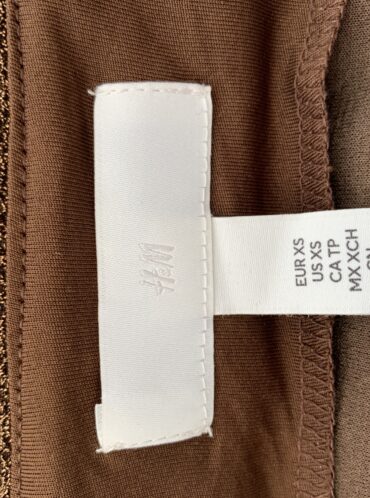 H&M
EUR XS
US XS
CA TP
MX XCH